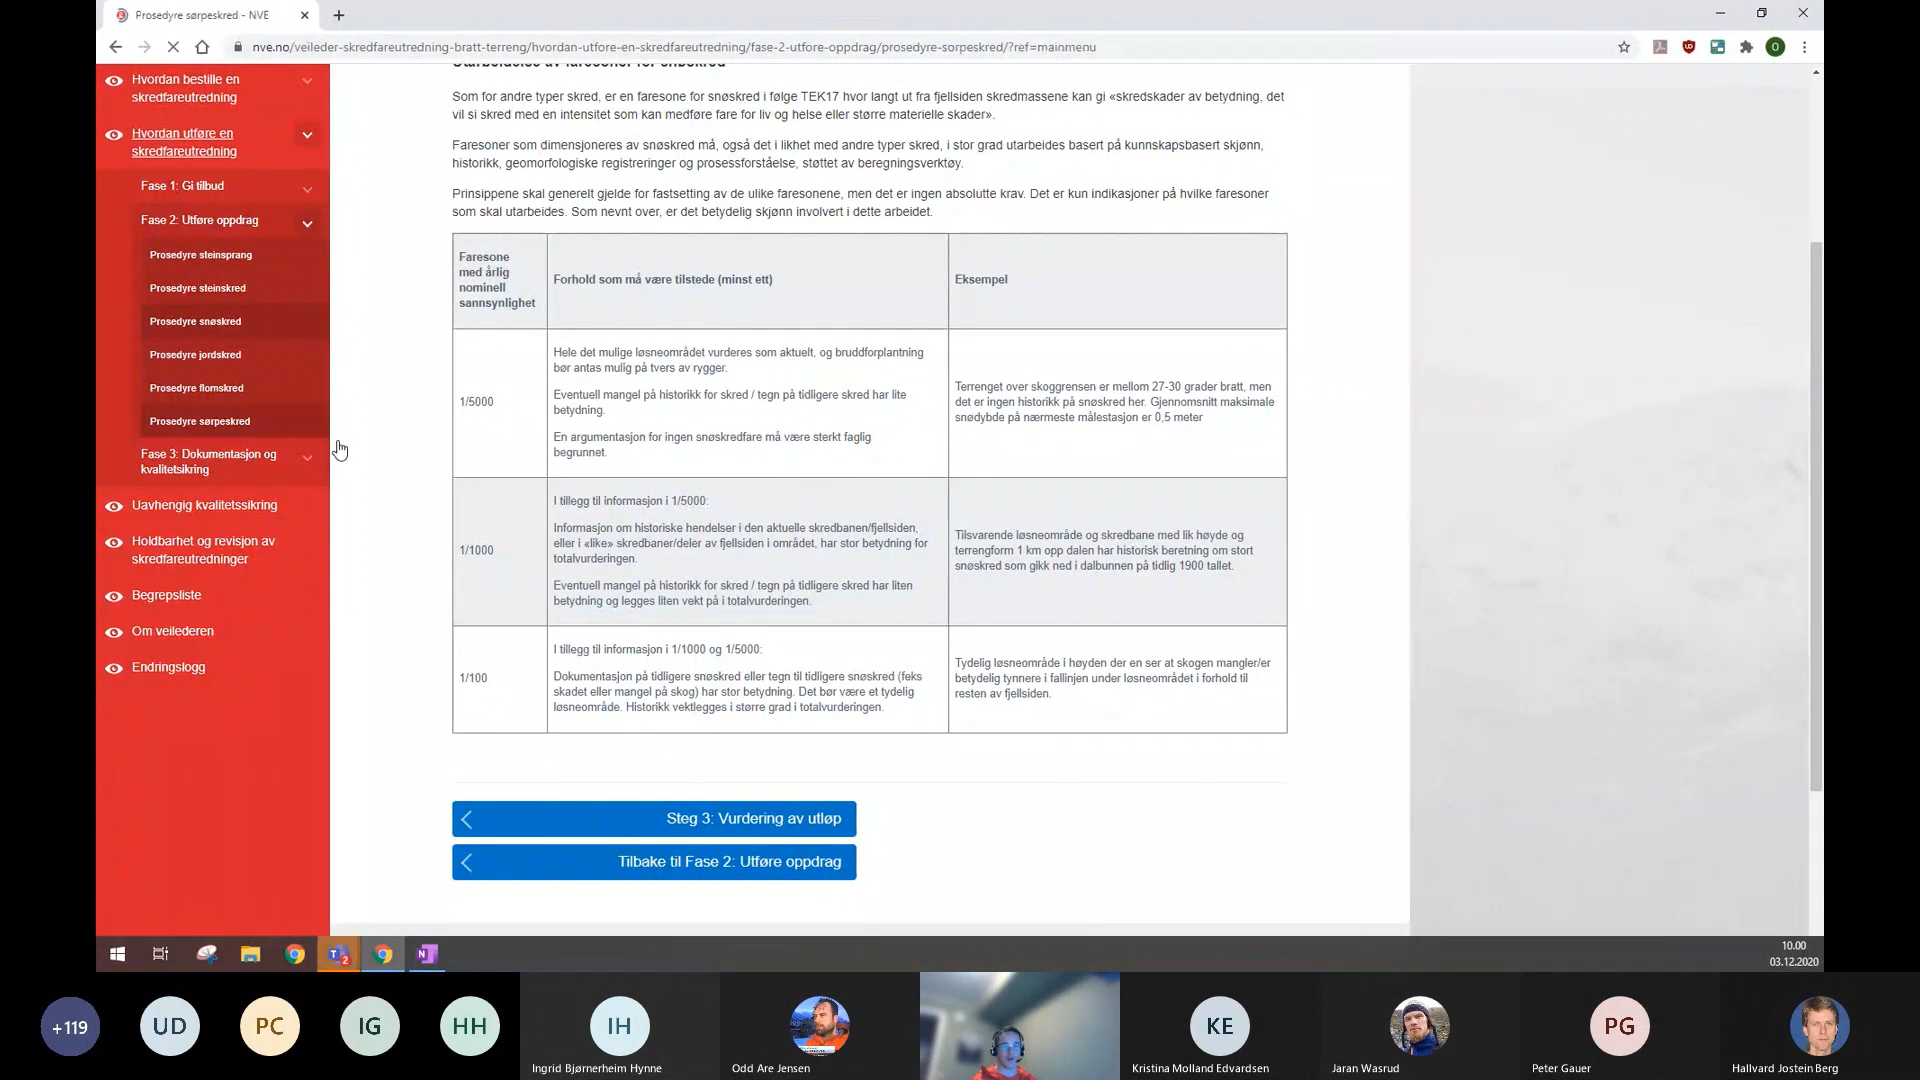 Prosedyre sørpeskred - NVE
nve.no/veileder-skredfareutredning-bratt-terreng/hvordan-utfore-en-skredfareutredning/fase-2-utfore-oppdrag/prosedyre-sorpeskred/?ref=mainmenu
O
Hvordan bestille en
skredfareutredning
Hvordan utføre en
skredfareutredning
Fase 1: Gi tilbud
Fase 2: Utføre oppdrag
Prosedyre steinsprang
Prosedyre steinskred
Prosedyre snøskred
Prosedyre jordskred
Prosedyre flomskred
Prosedyre sørpeskred
Fase 3: Dokumentasjon og
kvalitetsikring
Uavhengig kvalitetssikring
Holdbarhet og revisjon av
skredfareutredninger
Begrepsliste
Om veilederen
Endringslogg
Utarbeidelse av faresoner for snøskred
Som for andre typer skred, er en faresone for snøskred i følge TEK17 hvor langt ut fra fjellsiden skredmassene kan gi «skredskader av betydning, det
vil si skred med en intensitet som kan medføre fare for liv og helse eller større materielle skader».
Faresoner som dimensjoneres av snøskred må, også det i likhet med andre typer skred, i stor grad utarbeides basert på kunnskapsbasert skjønn,
historikk, geomorfologiske registreringer og prosessforståelse, støttet av beregningsverktøy.
Prinsippene skal generelt gjelde for fastsetting av de ulike faresonene, men det er ingen absolutte krav. Det er kun indikasjoner på hvilke faresoner
som skal utarbeides. Som nevnt over, er det betydelig skjønn involvert i dette arbeidet.
Faresone
med årlig
nominell
sannsynlighet
Forhold som må være tilstede (minst ett)
Eksempel
1/5000
Hele det mulige løsneområdet vurderes som aktuelt, og bruddforplantning
bør antas mulig på tvers av rygger.
Eventuell mangel på historikk for skred / tegn på tidligere skred har lite
betydning.
En argumentasjon for ingen snøskredfare må være sterkt faglig
begrunnet.
Terrenget over skoggrensen er mellom 27-30 grader bratt, men
det er ingen historikk på snøskred her. Gjennomsnitt maksimale
snødybde på nærmeste målestasjon er 0,5 meter
1/1000
I tillegg til informasjon i 1/5000:
Informasjon om historiske hendelser i den aktuelle skredbanen/fjellsiden,
eller i «like» skredbaner/deler av fjellsiden i området, har stor betydning for
totalvurderingen.
Eventuell mangel på historikk for skred / tegn på tidligere skred har liten
betydning og legges liten vekt på i totalvurderingen.
Tilsvarende løsneområde og skredbane med lik høyde og
terrengform 1 km opp dalen har historisk beretning om stort
snøskred som gikk ned i dalbunnen på tidlig 1900 tallet.
1/100
I tillegg til informasjon i 1/1000 og 1/5000:
Dokumentasjon på tidligere snøskred eller tegn til tidligere snøskred (feks
skadet eller mangel på skog) har stor betydning. Det bør være et tydelig
løsneområde. Historikk vektlegges i større grad i totalvurderingen.
Tydelig løsneområde i høyden der en ser at skogen mangler/er
betydelig tynnere i fallinjen under løsneområdet i forhold til
resten av fjellsiden.
Steg 3: Vurdering av utløp
Tilbake til Fase 2: Utføre oppdrag
10.00
03.12.2020
+119
UD
PC
IG
HH
IH
KE
PG
Ingrid Bjørnerheim Hynne
Odd Are Jensen
Kristina Molland Edvardsen
Jaran Wasrud
Peter Gauer
Hallvard Jostein Berg